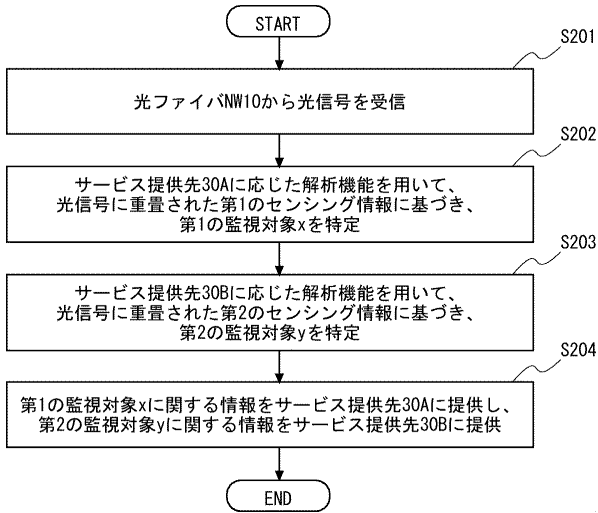 START
S201
光ファイバNW10から光信号を受信
S202
サービス提供先30Aに応じた解析機能を用いて、
光信号に重畳された第1のセンシング情報に基づき、
第1の監視対象xを特定
S203
サービス提供先30Bに応じた解析機能を用いて、
光信号に重畳された第2のセンシング情報に基づき、
第2の監視対象yを特定
S204
第1の監視対象xに関する情報をサービス提供先30Aに提供し、
第2の監視対象yに関する情報をサービス提供先30Bに提供
END